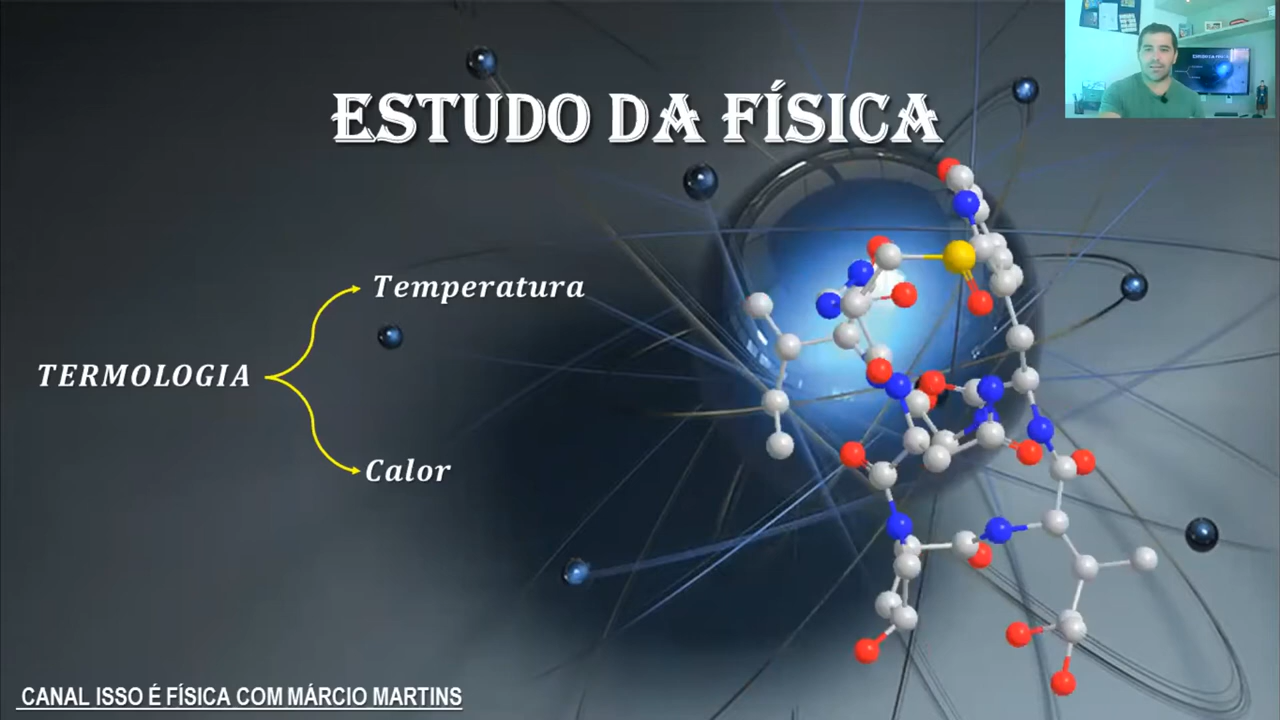 ESTUDO DA FÍSICA
Temperatura
TERMOLOGIA
Calor
CANAL ISSO É FÍSICA COM MÁRCIO MARTINS